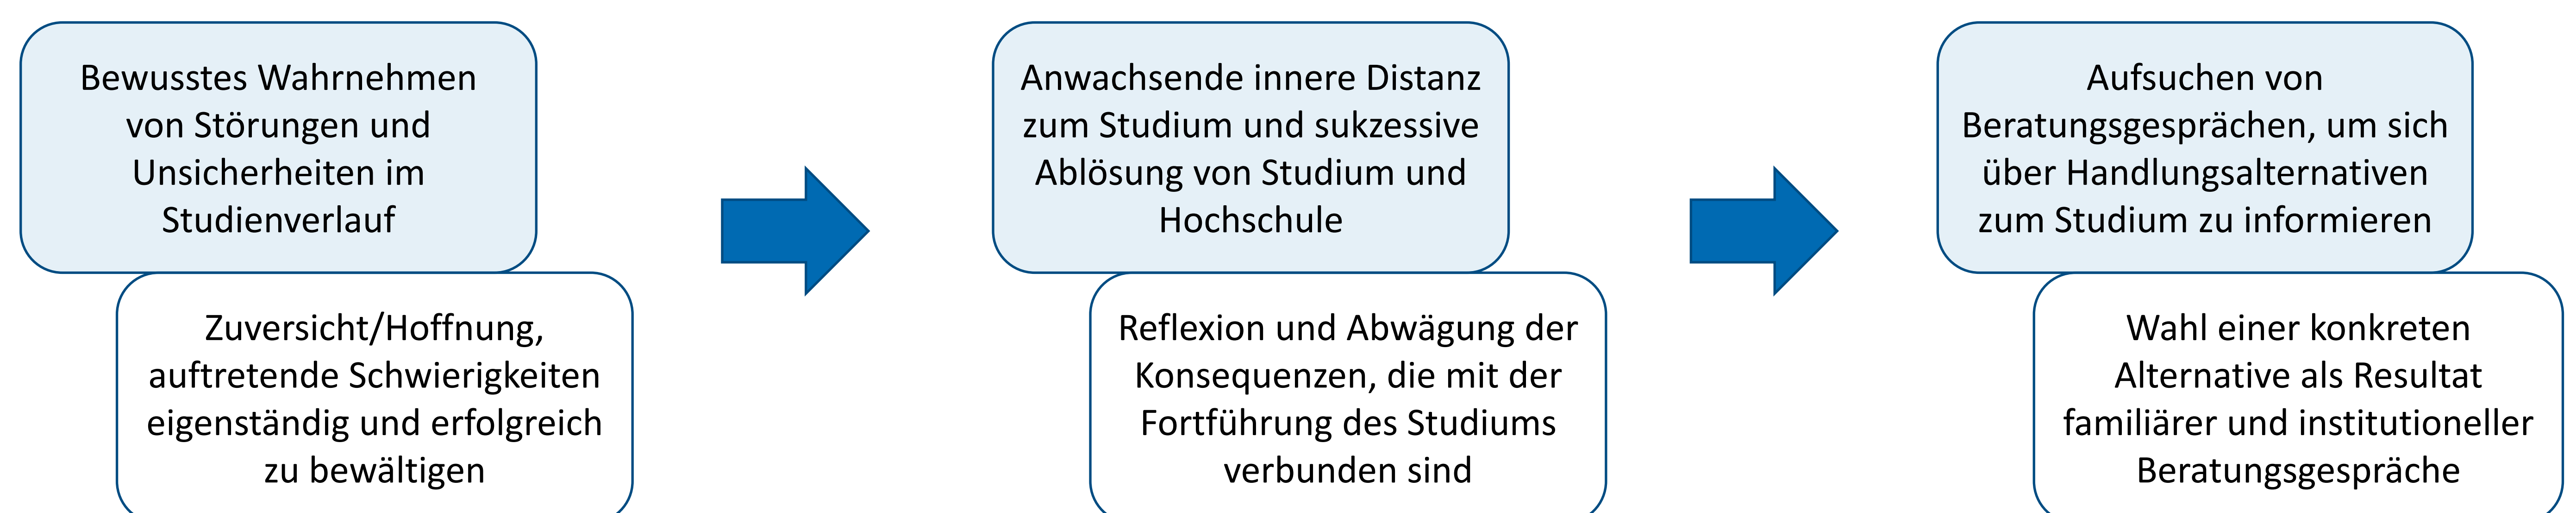 Bewusstes Wahrnehmen
von Störungen und
Unsicherheiten im
Studienverlauf
Zuversicht/Hoffnung,
auftretende Schwierigkeiten
eigenständig und erfolgreich
zu bewältigen
Anwachsende innere Distanz
zum Studium und sukzessive
Ablösung von Studium und
Hochschule
Reflexion und Abwägung der
Konsequenzen, die mit der
Fortführung des Studiums
verbunden sind
Aufsuchen von
Beratungsgesprächen, um sich
über Handlungsalternativen
zum Studium zu informieren
Wahl einer konkreten
Alternative als Resultat
familiärer und institutioneller
Beratungsgespräche